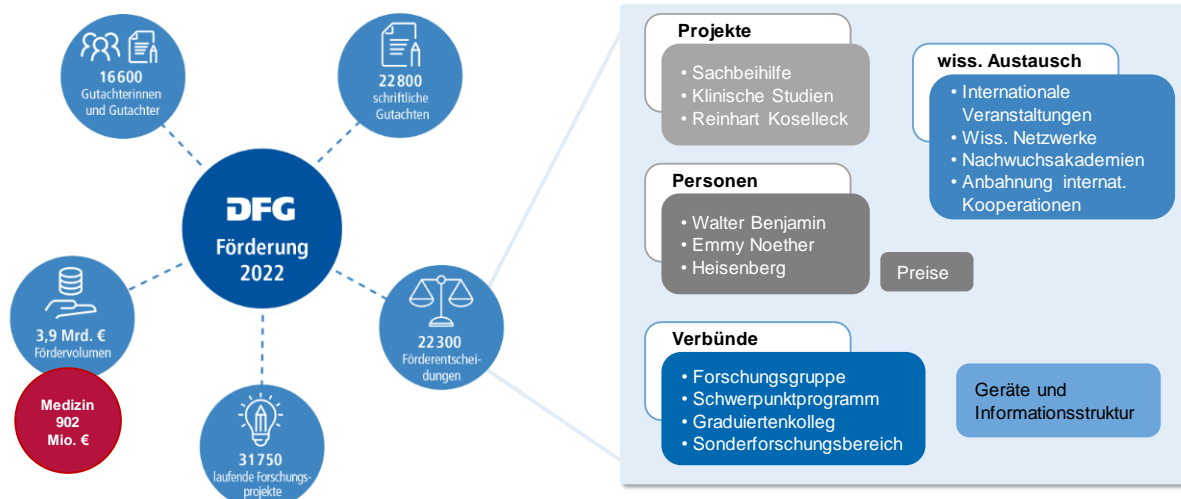 16600
Gutachterinnen
und Gutachter
22800
schriftliche
Gutachten
DFG
Förderung
2022
3,9 Mrd. €
Fördervolumen
Medizin
902
Mio. €
31750
laufende Forschungs-
projekte
22300
Förderentschei-
dungen
Projekte
• Sachbeihilfe
• Klinische Studien
• Reinhart Koselleck
wiss. Austausch
• Internationale
Veranstaltungen
• Wiss. Netzwerke
• Nachwuchsakademien
• Anbahnung internat.
Kooperationen
Personen
• Walter Benjamin
• Emmy Noether
• Heisenberg
Preise
Verbünde
• Forschungsgruppe
• Schwerpunktprogramm
• Graduiertenkolleg
• Sonderforschungsbereich
Geräte und
Informationsstruktur